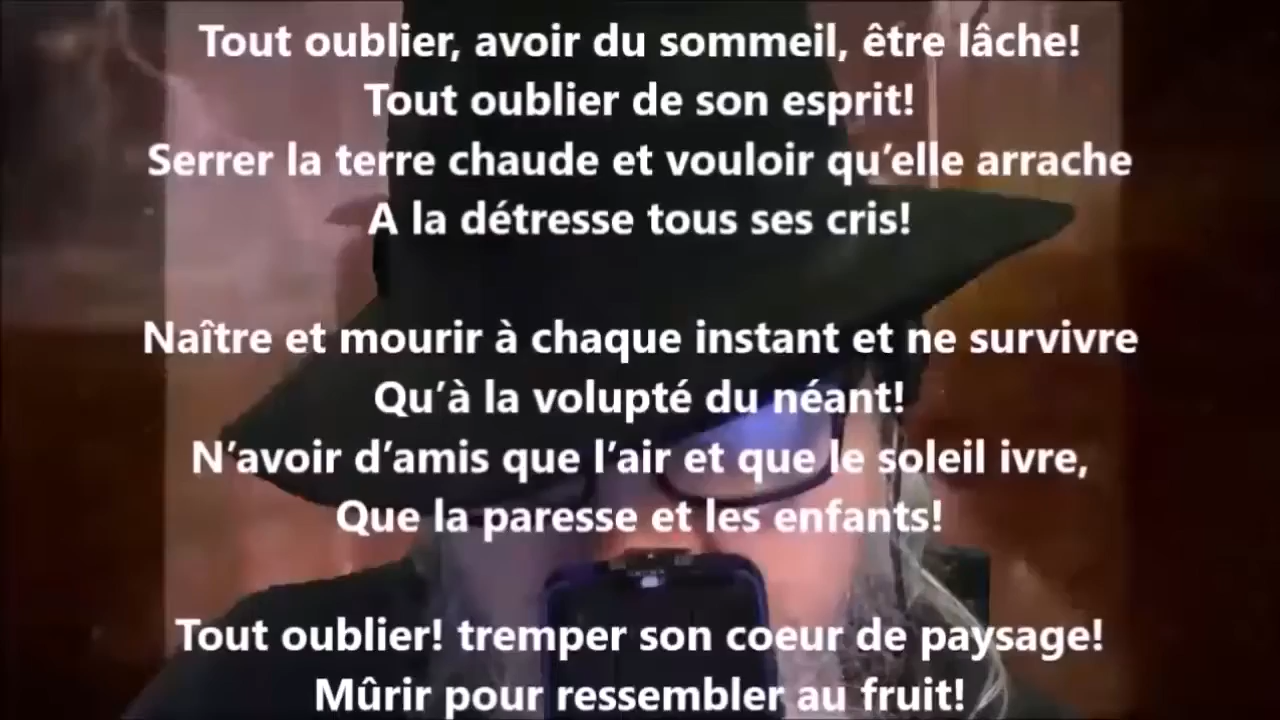 Tout oublier, avoir du sommeil, être lâche!
Tout oublier de son esprit!
Serrer la terre chaude et vouloir qu’elle arrache
A la détresse tous ses cris!
Naître et mourir à chaque instant et ne survivre
Qu’à la volupté du néant!
N’avoir d’amis que l’air et que le soleil ivre,
Que la paresse et les enfants!
Tout oublier! tremper son coeur de paysage!
Mûrir pour ressembler au fruit!